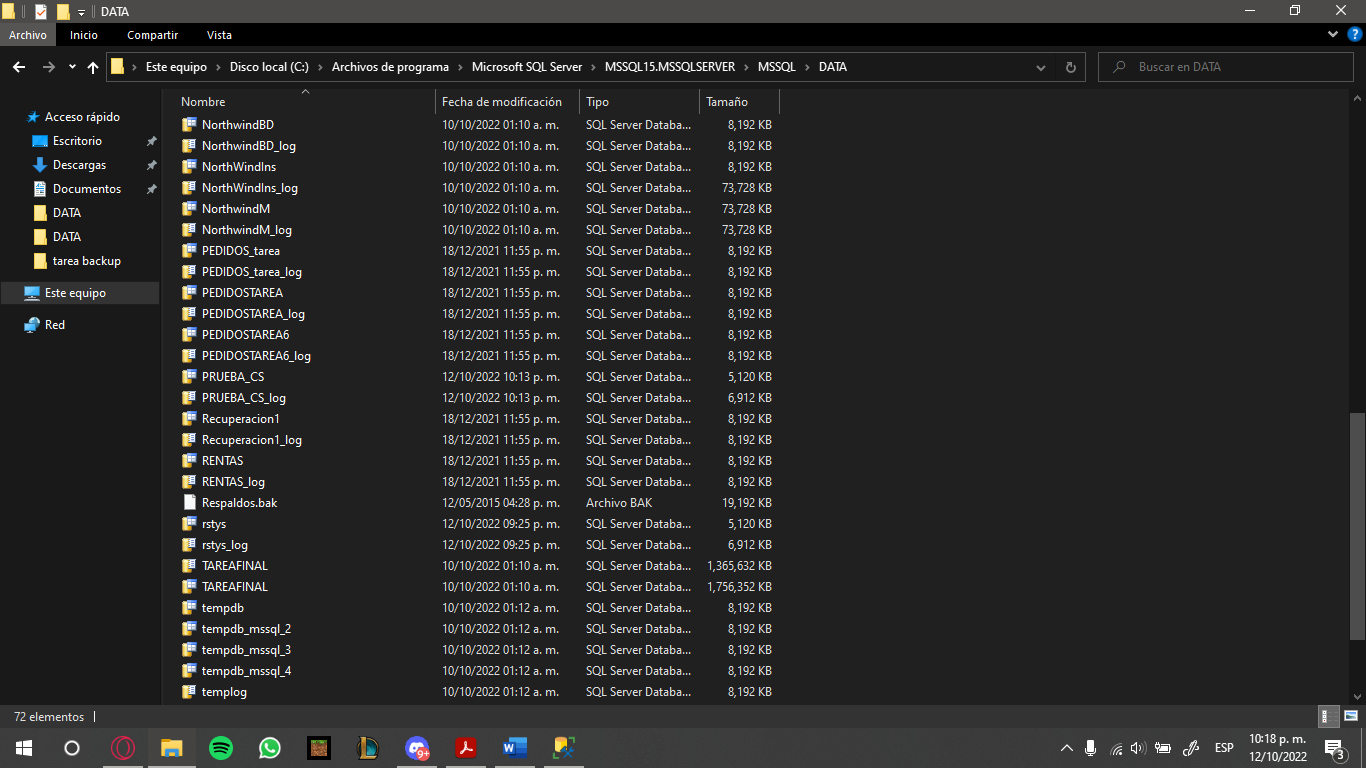 DATA
Archivo Inicio Compartir Vista
Este equipo Disco local (C:) Archivos de programa Microsoft SQL Server MSSQL15.MSSQLSERVER MSSQL DATA
Buscar en DATA
Acceso rápido
Escritorio
Descargas
Documentos
DATA
DATA
tarea backup
Este equipo
Red
Nombre Fecha de modificación Tipo Tamaño
NorthwindBD 10/10/2022 01:10 a. m. SQL Server Databa... 8,192 KB
NorthwindBD_log 10/10/2022 01:10 a. m. SQL Server Databa... 8,192 KB
NorthWindIns 10/10/2022 01:10 a. m. SQL Server Databa... 8,192 KB
NorthWindIns_log 10/10/2022 01:10 a. m. SQL Server Databa... 73,728 KB
NorthwindM 10/10/2022 01:10 a. m. SQL Server Databa... 73,728 KB
NorthwindM_log 10/10/2022 01:10 a. m. SQL Server Databa... 73,728 KB
PEDIDOS_tarea 18/12/2021 11:55 p. m. SQL Server Databa... 8,192 KB
PEDIDOS_tarea_log 18/12/2021 11:55 p. m. SQL Server Databa... 8,192 KB
PEDIDOSTAREA 18/12/2021 11:55 p. m. SQL Server Databa... 8,192 KB
PEDIDOSTAREA_log 18/12/2021 11:55 p. m. SQL Server Databa... 8,192 KB
PEDIDOSTAREA6 18/12/2021 11:55 p. m. SQL Server Databa... 8,192 KB
PEDIDOSTAREA6_log 18/12/2021 11:55 p. m. SQL Server Databa... 8,192 KB
PRUEBA_CS 12/10/2022 10:13 p. m. SQL Server Databa... 5,120 KB
PRUEBA_CS_log 12/10/2022 10:13 p. m. SQL Server Databa... 6,912 KB
Recuperacion1 18/12/2021 11:55 p. m. SQL Server Databa... 8,192 KB
Recuperacion1_log 18/12/2021 11:55 p. m. SQL Server Databa... 8,192 KB
RENTAS 18/12/2021 11:55 p. m. SQL Server Databa... 8,192 KB
RENTAS_log 18/12/2021 11:55 p. m. SQL Server Databa... 8,192 KB
Respaldos.bak 12/05/2015 04:28 p. m. Archivo BAK 19,192 KB
rstys 12/10/2022 09:25 p. m. SQL Server Databa... 5,120 KB
rstys_log 12/10/2022 09:25 p. m. SQL Server Databa... 6,912 KB
TAREAFINAL 10/10/2022 01:10 a. m. SQL Server Databa... 1,365,632 KB
TAREAFINAL 10/10/2022 01:10 a. m. SQL Server Databa... 1,756,352 KB
tempdb 10/10/2022 01:12 a. m. SQL Server Databa... 8,192 KB
tempdb_mssql_2 10/10/2022 01:12 a. m. SQL Server Databa... 8,192 KB
tempdb_mssql_3 10/10/2022 01:12 a. m. SQL Server Databa... 8,192 KB
tempdb_mssql_4 10/10/2022 01:12 a. m. SQL Server Databa... 8,192 KB
templog 10/10/2022 01:12 a. m. SQL Server Databa... 8,192 KB
72 elementos
9+
ESP
10:18 p. m.
12/10/2022
3